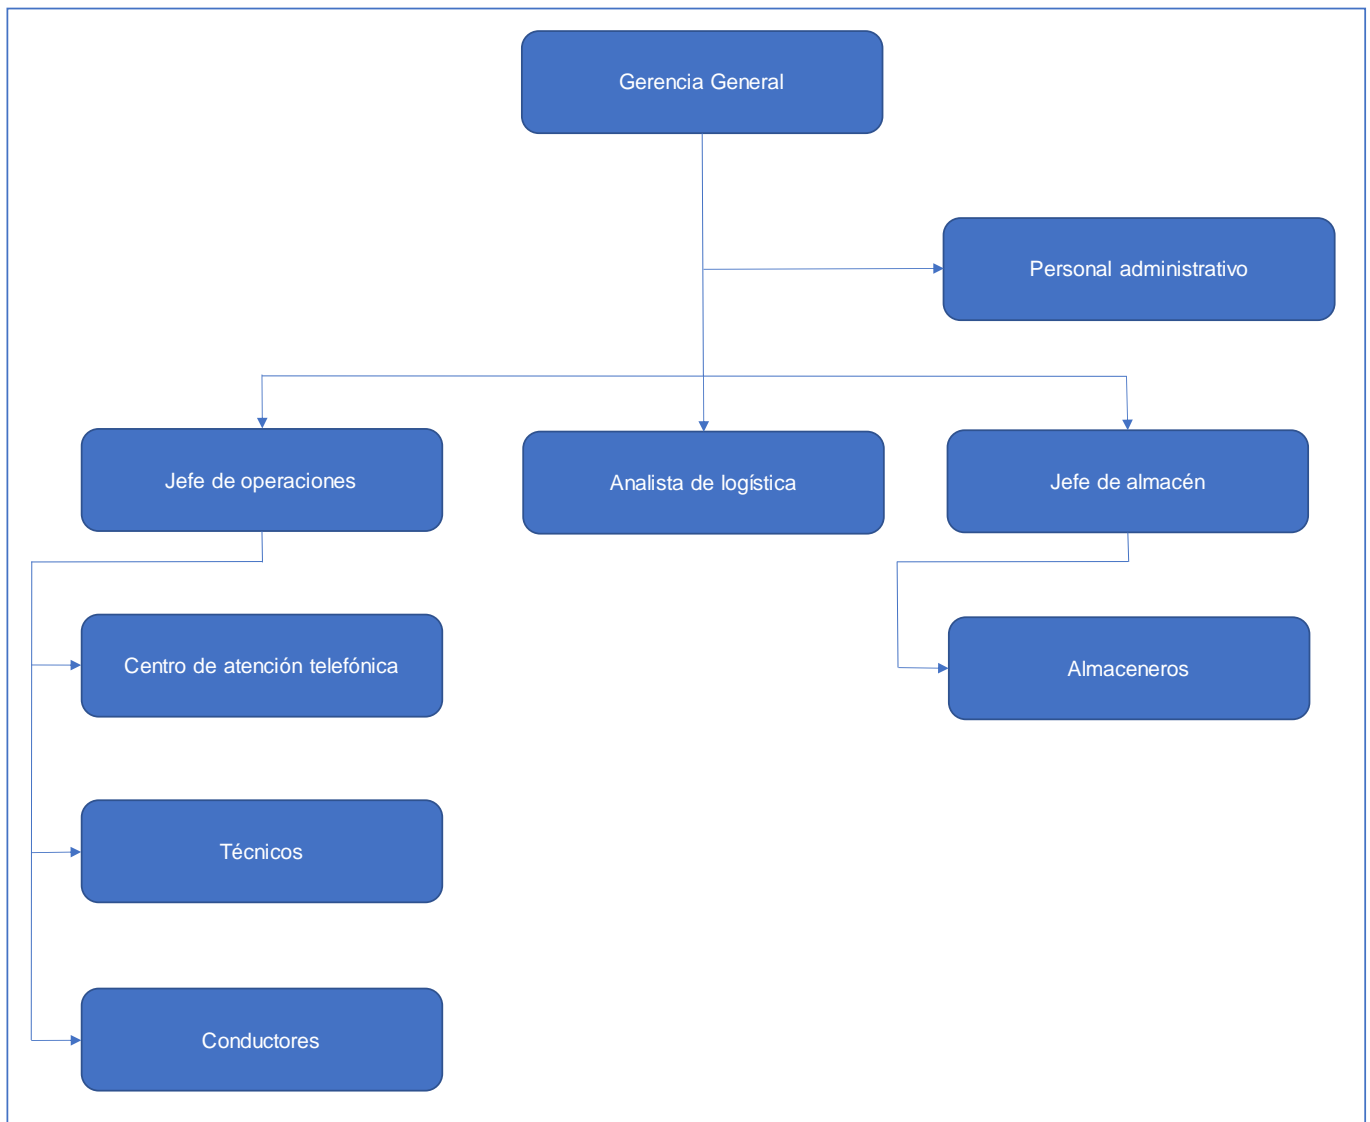 Gerencia General
Personal administrativo
Jefe de operaciones
Analista de logística
Jefe de almacén
Centro de atención telefónica
Almaceneros
Técnicos
Conductores